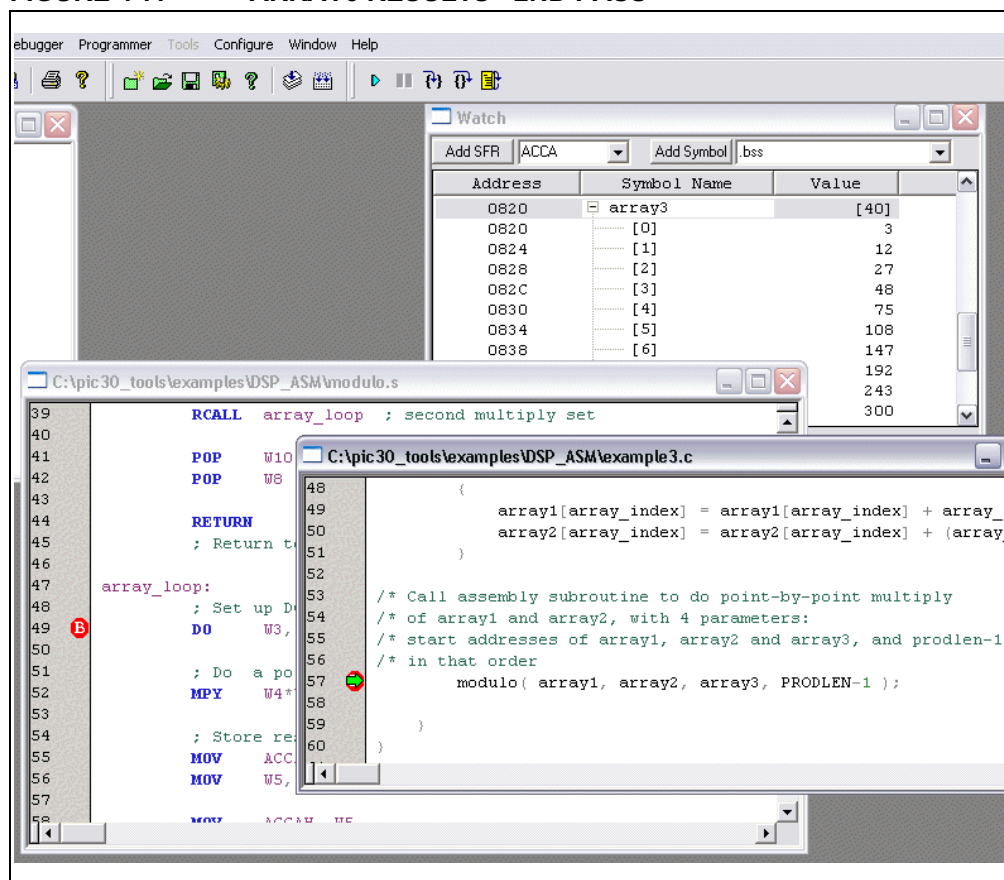 ebugger Programmer Tools Configure Window Help
Watch
Add SFR ACCA Add Symbol .bss
Address Symbol Name Value
0820 array3 [40]
0820 [0] 3
0824 [1] 12
0828 [2] 27
082C [3] 48
0830 [4] 75
0834 [5] 108
0838 [6] 147
192
243
300
C:\pic30_tools\examples\DSP_ASM\modulo.s
39 RCALL array_loop ; second multiply set
40
41 POP W10
42 POP W8
43
44 RETURN
45 ; Return t
46
47 array_loop:
48 ; Set up D
49 B DO W3,
50
51 ; Do a po
52 MPY W4*
53
54 ; Store re
55 MOV ACC
56 MOV W5,
57
58 MOV ACCAH W5
C:\pic30_tools\examples\DSP_ASM\example3.c
48 {
49 array1[array_index] = array1[array_index] + array_
50 array2[array_index] = array2[array_index] + (array
51 }
52
53 /* Call assembly subroutine to do point-by-point multiply
54 /* of array1 and array2, with 4 parameters:
55 /* start addresses of array1, array2 and array3, and prodlen-1
56 /* in that order
57 modulo( array1, array2, array3, PRODLEN-1 );
58
59 }
60 }